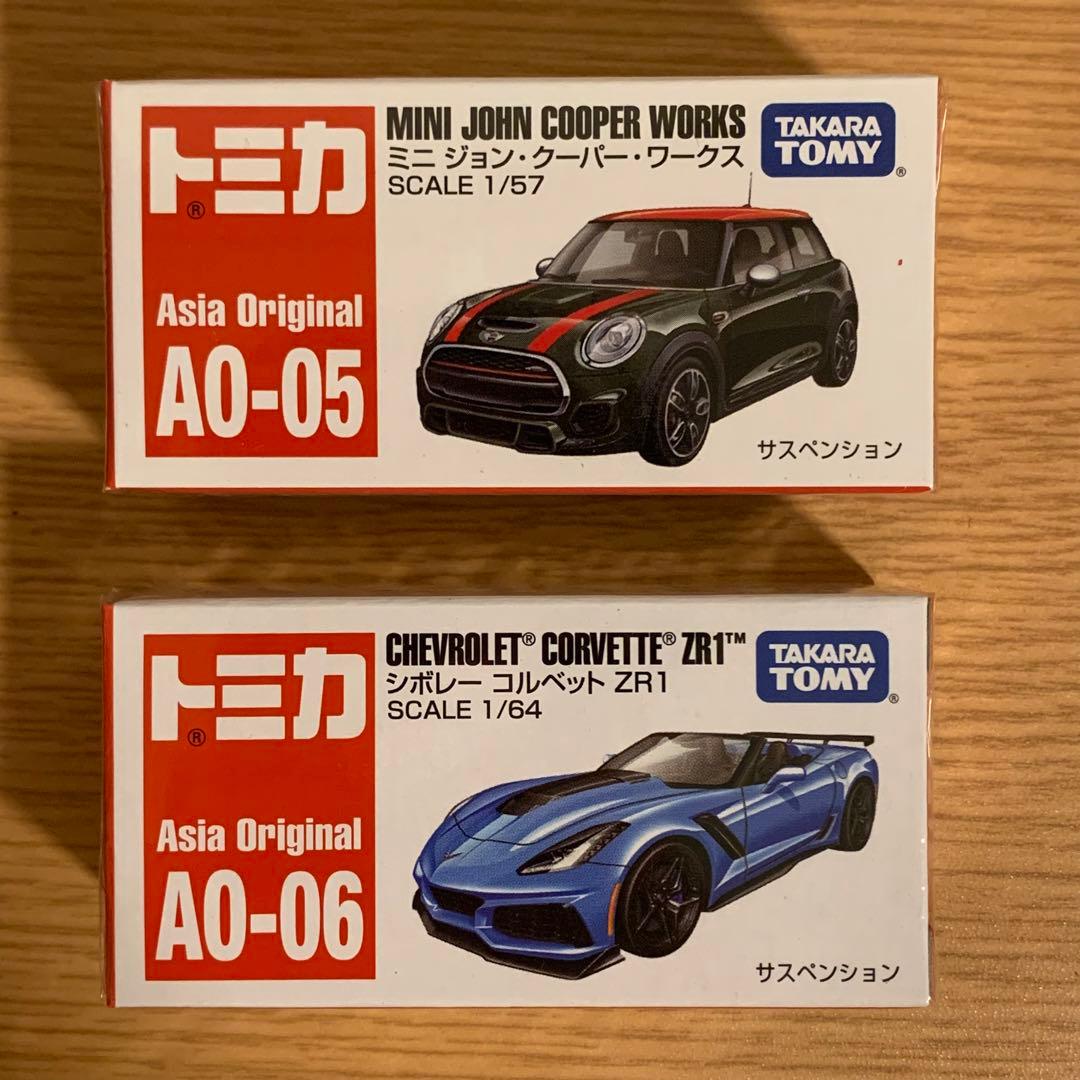 トミカ®
Asia Original
AO-05
MINI JOHN COOPER WORKS
ミニ ジョン・クーパー・ワークス
SCALE 1/57
TAKARA
TOMY®
サスペンション
トミカ®
Asia Original
AO-06
CHEVROLET® CORVETTE® ZR1™
シボレー コルベット ZR1
SCALE 1/64
TAKARA
TOMY®
サスペンション